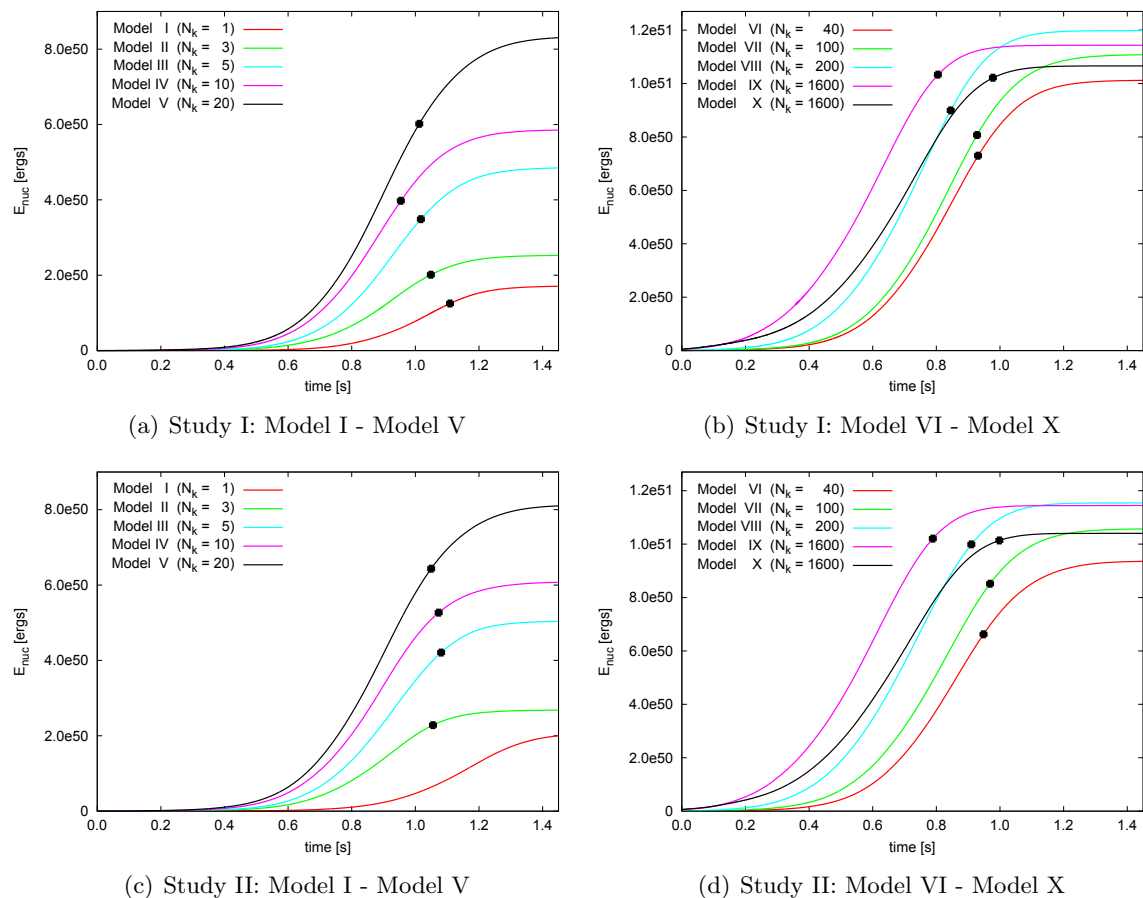 Model I (N_k = 1)
Model II (N_k = 3)
Model III (N_k = 5)
Model IV (N_k = 10)
Model V (N_k = 20)
8.0e50
6.0e50
4.0e50
2.0e50
0
E_nuc [ergs]
0.0 0.2 0.4 0.6 0.8 1.0 1.2 1.4
time [s]
(a) Study I: Model I - Model V
Model VI (N_k = 40)
Model VII (N_k = 100)
Model VIII (N_k = 200)
Model IX (N_k = 1600)
Model X (N_k = 1600)
1.2e51
1.0e51
8.0e50
6.0e50
4.0e50
2.0e50
0
E_nuc [ergs]
0.0 0.2 0.4 0.6 0.8 1.0 1.2 1.4
time [s]
(b) Study I: Model VI - Model X
Model I (N_k = 1)
Model II (N_k = 3)
Model III (N_k = 5)
Model IV (N_k = 10)
Model V (N_k = 20)
8.0e50
6.0e50
4.0e50
2.0e50
0
E_nuc [ergs]
0.0 0.2 0.4 0.6 0.8 1.0 1.2 1.4
time [s]
(c) Study II: Model I - Model V
Model VI (N_k = 40)
Model VII (N_k = 100)
Model VIII (N_k = 200)
Model IX (N_k = 1600)
Model X (N_k = 1600)
1.2e51
1.0e51
8.0e50
6.0e50
4.0e50
2.0e50
0
E_nuc [ergs]
0.0 0.2 0.4 0.6 0.8 1.0 1.2 1.4
time [s]
(d) Study II: Model VI - Model X